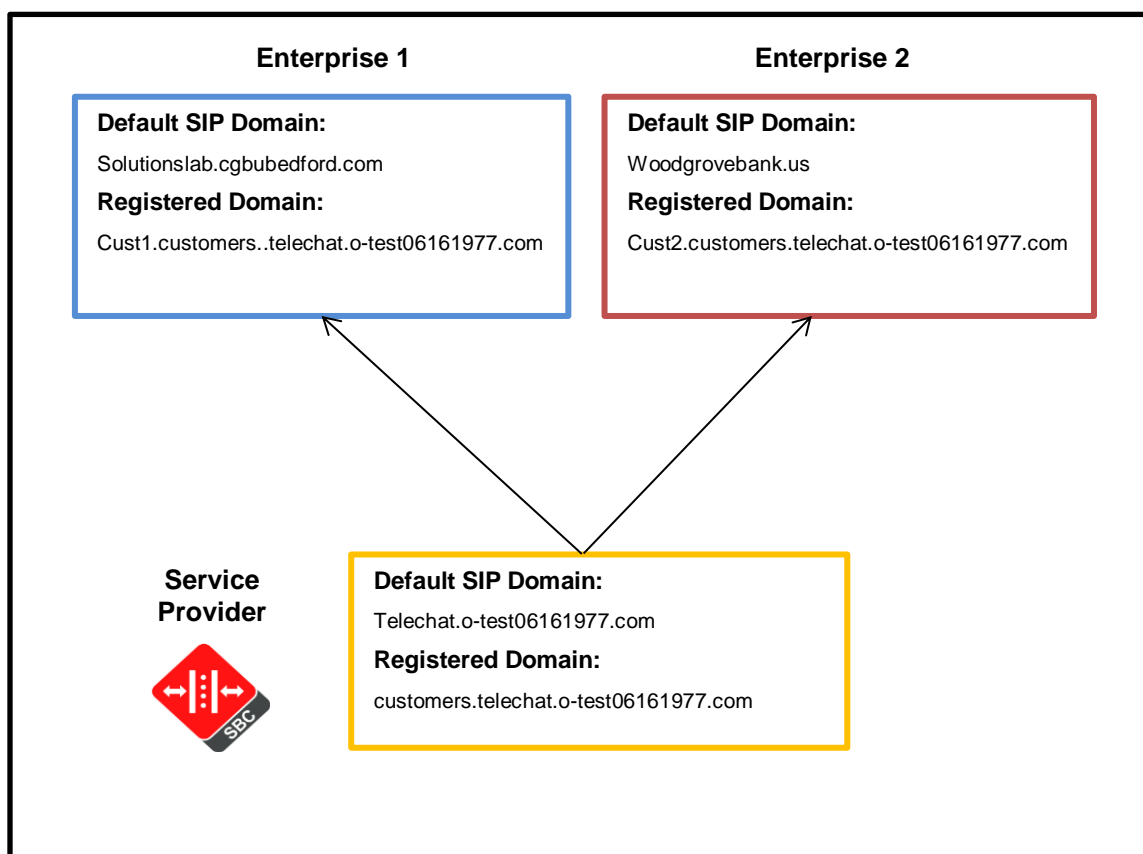 Enterprise 1
Enterprise 2
Default SIP Domain:
Solutionslab.cgbubedford.com
Registered Domain:
Cust1.customers..telechat.o-test06161977.com
Default SIP Domain:
Woodgrovebank.us
Registered Domain:
Cust2.customers.telechat.o-test06161977.com
Service
Provider
SBC
Default SIP Domain:
Telechat.o-test06161977.com
Registered Domain:
customers.telechat.o-test06161977.com